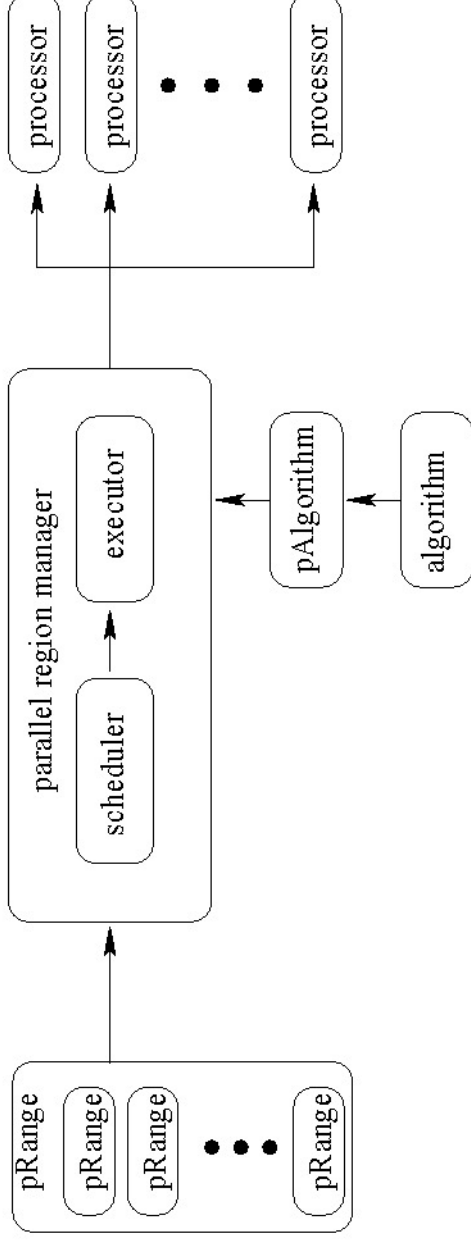 pRange
pRange
pRange
pRange
parallel region manager
scheduler
executor
pAlgorithm
algorithm
processor
processor
processor